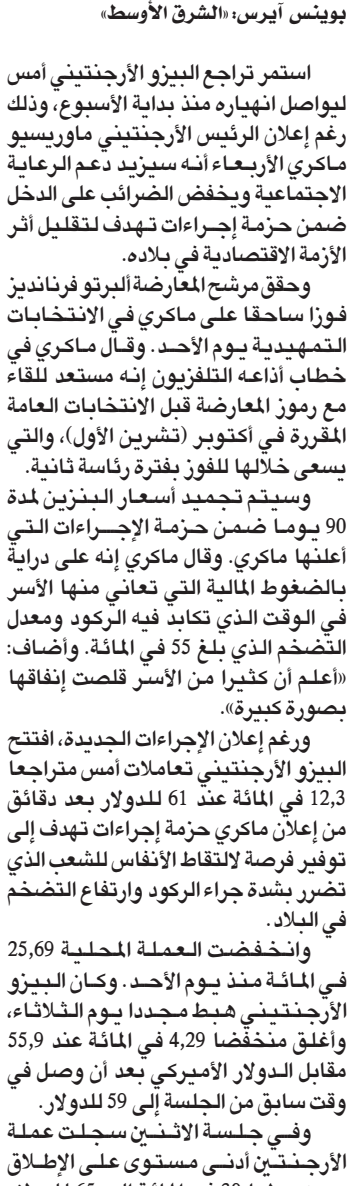 بوينس آيرس: «الشرق الأوسط»
استمر تراجع البيزو الأرجنتيني أمس
ليواصل انهياره منذ بداية الأسبوع، وذلك
رغم إعلان الرئيس الأرجنتيني ماوريسيو
ماكري الأربعاء أنه سيزيد دعم الرعاية
الاجتماعية ويخفض الضرائب على الدخل
ضمن حزمة إجراءات تهدف لتقليل أثر
الأزمة الاقتصادية في بلاده.
وحقق مرشح المعارضة ألبرتو فرنانديز
فوزا ساحقا على ماكري في الانتخابات
التمهيدية يوم الأحد. وقال ماكري في
خطاب أذاعه التلفزيون إنه مستعد للقاء
مع رموز المعارضة قبل الانتخابات العامة
المقررة في أكتوبر (تشرين الأول)، والتي
يسعى خلالها للفوز بفترة رئاسة ثانية.
وسيتم تجميد أسعار البنزين لمدة
90 يوما ضمن حزمة الإجراءات التي
أعلنها ماكري. وقال ماكري إنه على دراية
بالضغوط المالية التي تعاني منها الأسر
في الوقت الذي تكابد فيه الركود ومعدل
التضخم الذي بلغ 55 في المائة. وأضاف:
«أعلم أن كثيرا من الأسر قلصت إنفاقها
بصورة كبيرة».
ورغم إعلان الإجراءات الجديدة، افتتح
البيزو الأرجنتيني تعاملات أمس متراجعا
12,3 في المائة عند 61 للدولار بعد دقائق
من إعلان ماكري حزمة إجراءات تهدف إلى
توفير فرصة لالتقاط الأنفاس للشعب الذي
تضرر بشدة جراء الركود وارتفاع التضخم
في البلاد.
وانخفضت العملة المحلية 25,69
في المائة منذ يوم الأحد. وكان البيزو
الأرجنتيني هبط مجددا يوم الثلاثاء،
وأغلق منخفضا 4,29 في المائة عند 55,9
مقابل الدولار الأميركي بعد أن وصل في
وقت سابق من الجلسة إلى 59 للدولار.
وفي جلسة الاثنين سجلت عملة
الأرجنتين أدنى مستوى على الإطلاق